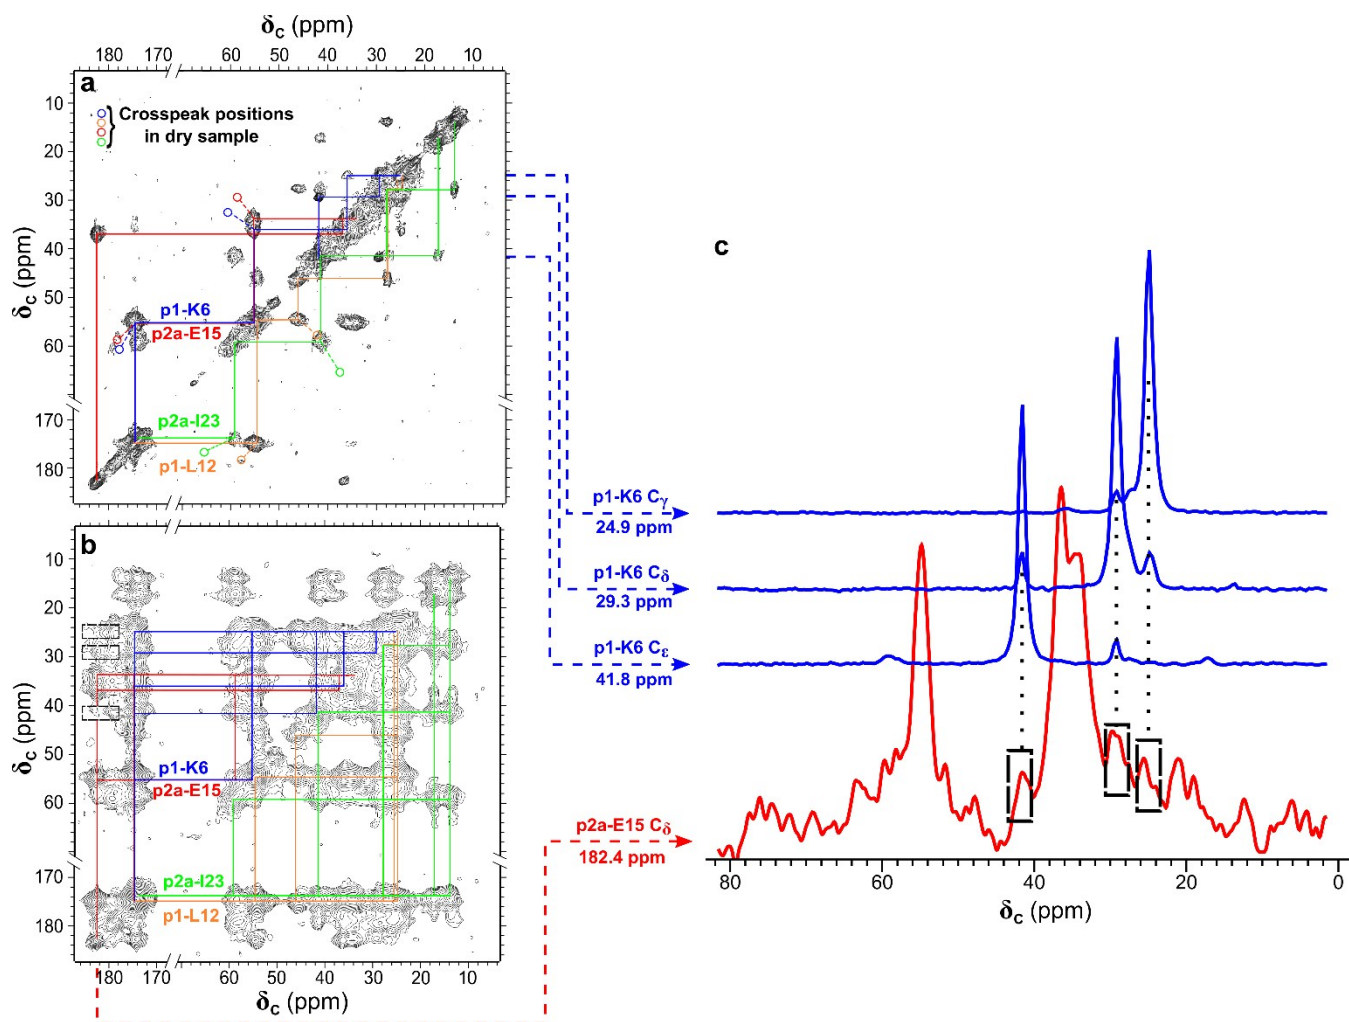 δC (ppm)
180 170 60 50 40 30 20 10
a
Crosspeak positions
in dry sample
10
20
30
40
50
60
170
180
δC (ppm)
p1-K6
p2a-E15
p2a-I23
p1-L12
b
10
20
30
40
50
60
170
180
δC (ppm)
p1-K6
p2a-E15
p2a-I23
p1-L12
180 170 60 50 40 30 20 10
δC (ppm)
c
p1-K6 Cγ
24.9 ppm
p1-K6 Cδ
29.3 ppm
p1-K6 Cε
41.8 ppm
p2a-E15 Cδ
182.4 ppm
80 60 40 20 0
δC (ppm)